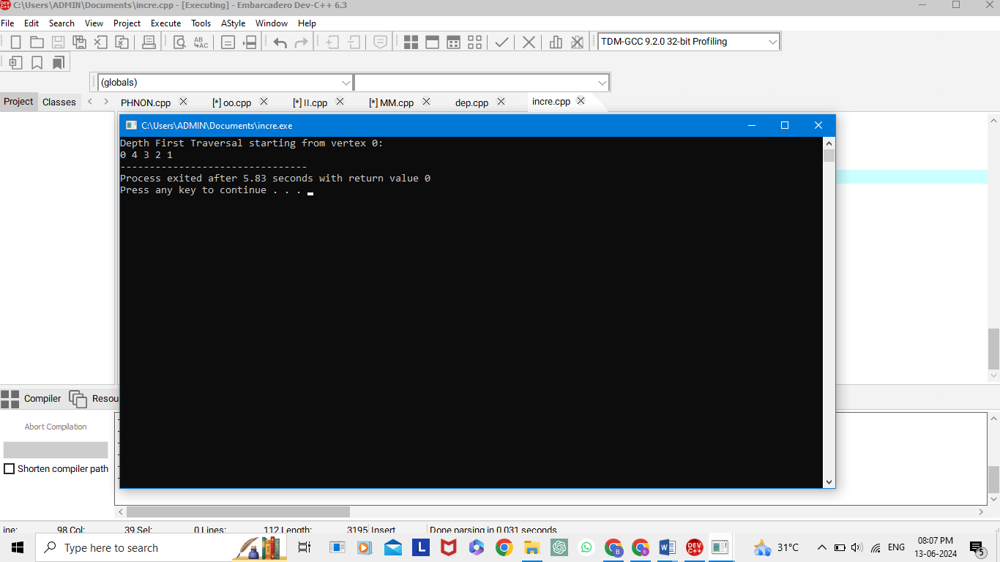 C:\Users\ADMIN\Documents\incre.cpp - [Executing] - Embarcadero Dev-C++ 6.3
File Edit Search View Project Execute Tools AStyle Window Help
TDM-GCC 9.2.0 32-bit Profiling
(globals)
Project Classes PHNON.cpp [*] oo.cpp [*] II.cpp [*] MM.cpp dep.cpp incre.cpp
C:\Users\ADMIN\Documents\incre.exe
Depth First Traversal starting from vertex 0:
0 4 3 2 1
--------------------------------
Process exited after 5.83 seconds with return value 0
Press any key to continue . . .
Compiler Resou
Abort Compilation
Shorten compiler path
ine: 98 Col: 39 Sel: 0 Lines: 112 Length: 3195 Insert Done parsing in 0.031 seconds
Type here to search
31°C ENG 08:07 PM
13-06-2024 5